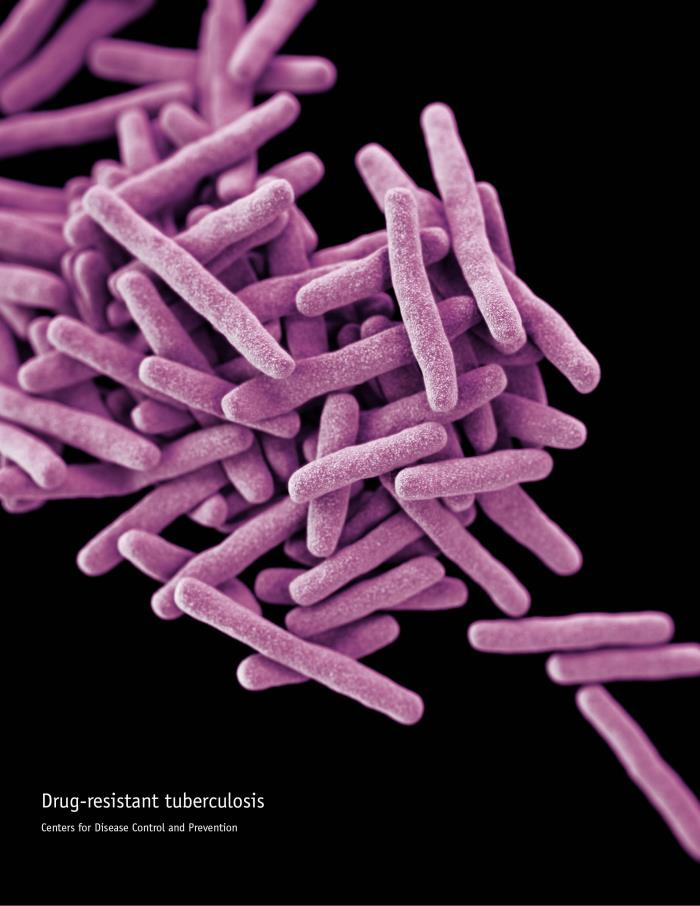 Drug-resistant tuberculosis
Centers for Disease Control and Prevention